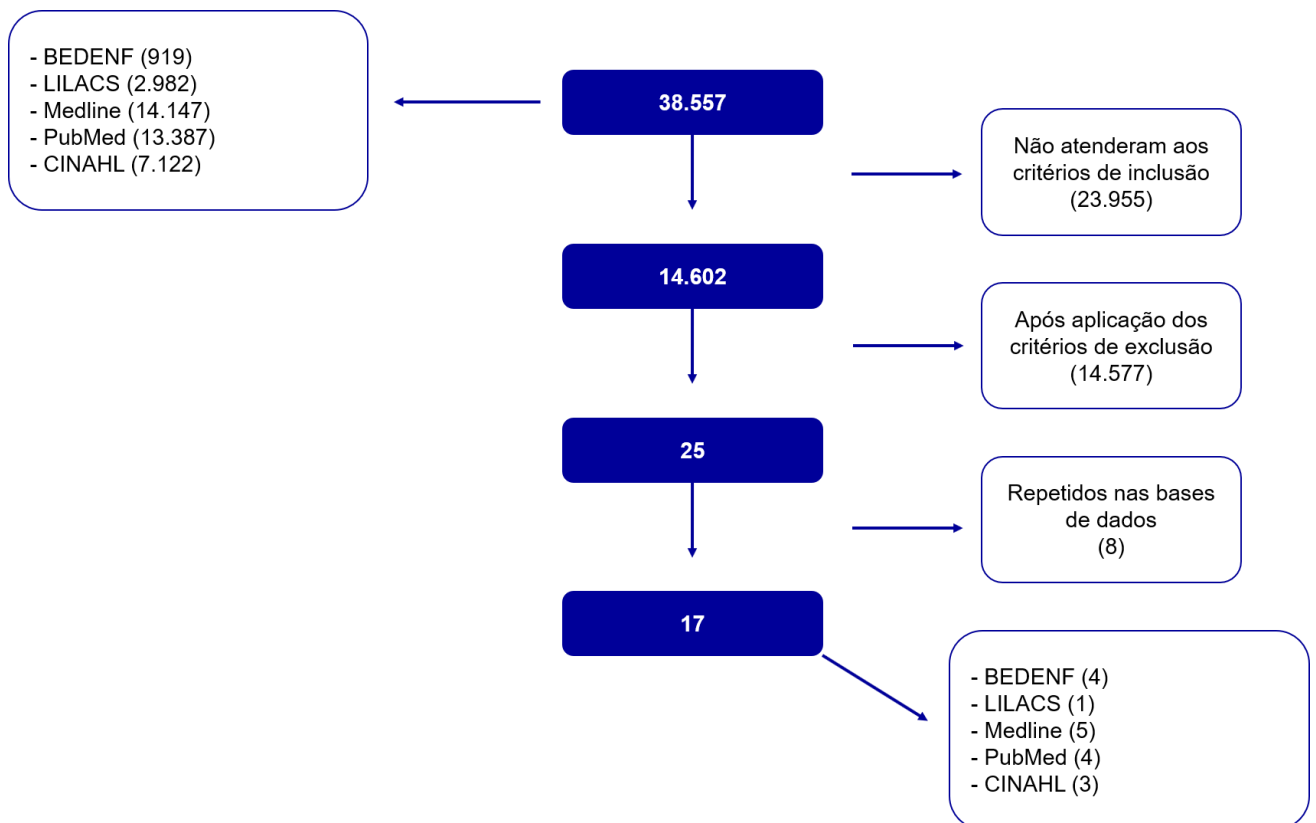 - BEDENF (919)
- LILACS (2.982)
- Medline (14.147)
- PubMed (13.387)
- CINAHL (7.122)
38.557
Não atenderam aos
critérios de inclusão
(23.955)
14.602
Após aplicação dos
critérios de exclusão
(14.577)
25
Repetidos nas bases
de dados
(8)
17
- BEDENF (4)
- LILACS (1)
- Medline (5)
- PubMed (4)
- CINAHL (3)